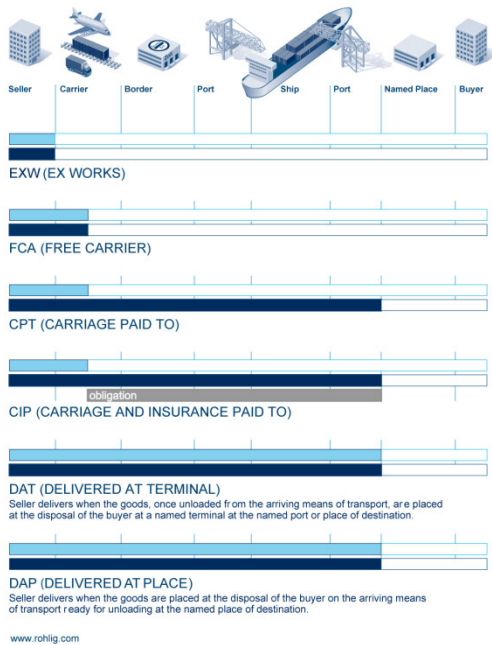 Seller Carrier Border Port Ship Port Named Place Buyer
EXW (EX WORKS)
FCA (FREE CARRIER)
CPT (CARRIAGE PAID TO)
obligation
CIP (CARRIAGE AND INSURANCE PAID TO)
DAT (DELIVERED AT TERMINAL)
Seller delivers when the goods, once unloaded from the arriving means of transport, are placed
at the disposal of the buyer at a named terminal at the named port or place of destination.
DAP (DELIVERED AT PLACE)
Seller delivers when the goods are placed at the disposal of the buyer on the arriving means
of transport ready for unloading at the named place of destination.
www.rohlig.com